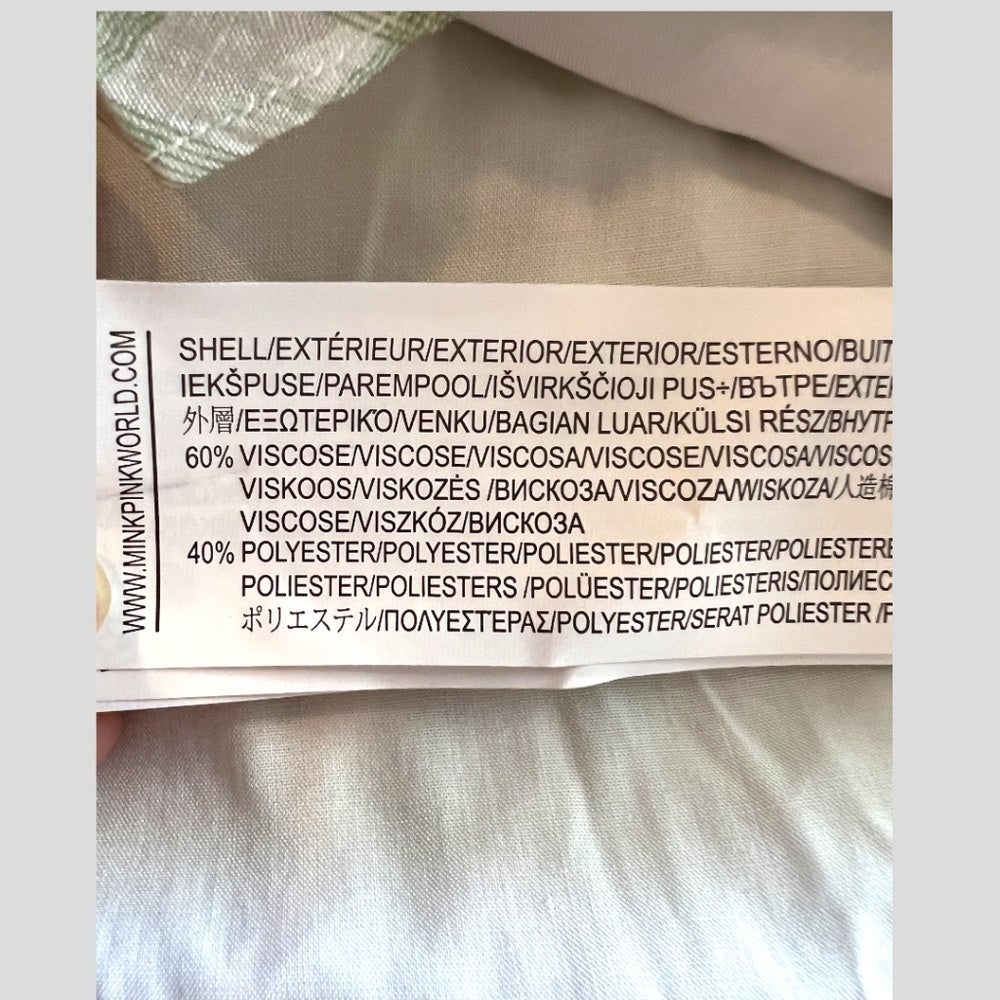 WWW.MINKPINKWORLD.COM
SHELL/EXTÉRIEUR/EXTERIOR/EXTERIOR/ESTERNO/BUIT
IEKŠPUSE/PAREMPOOL/IŠVIRKŠČIOJI PUS÷/ВЪТРЕ/EXTE
外層/ΕΞΩΤΕΡΙΚΌ/VENKU/BAGIAN LUAR/KÜLSI RÉSZ/ВНУТР
60% VISCOSE/VISCOSE/VISCOSA/VISCOSE/VISCOSA/VISCOS
VISKOOS/VISKOZĖS /ВИСКОЗА/VISCOZA/WISKOZA/人造棉
VISCOSE/VISZKÓZ/ВИСКОЗА
40% POLYESTER/POLYESTER/POLIESTER/POLIESTER/POLIESTERE
POLIESTER/POLIESTERS /POLÜESTER/POLIESTERIS/ПОЛИЕС
ポリエステル/ΠΟΛΥΕΣΤΕΡΑΣ/POLYESTER/SERAT POLIESTER /P